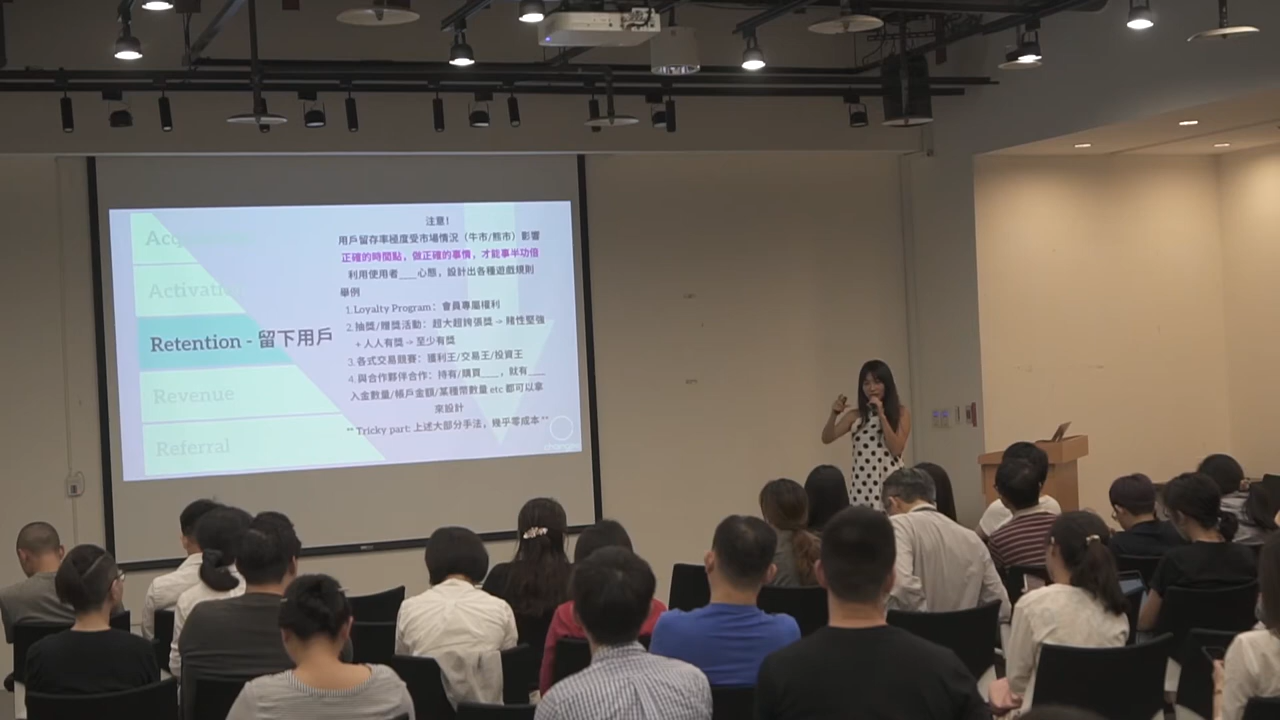 Acquisition
Activation
Retention - 留下用戶
Revenue
Referral
注意！
用戶留存率極度受市場情況（牛市/熊市）影響
正確的時間點，做正確的事情，才能事半功倍
利用使用者___心態，設計出各種遊戲規則
舉例
1. Loyalty Program：會員專屬權利
2. 抽獎/贈獎活動：超大超誇張獎 -> 賭性堅強
+ 人人有獎 -> 至少有獎
3. 各式交易競賽：獲利王/交易王/投資王
4. 與合作夥伴合作：持有/購買___，就有___
入金數量/帳戶金額/某種幣數量 etc 都可以拿
來設計
** Tricky part: 上述大部分手法，幾乎零成本 **